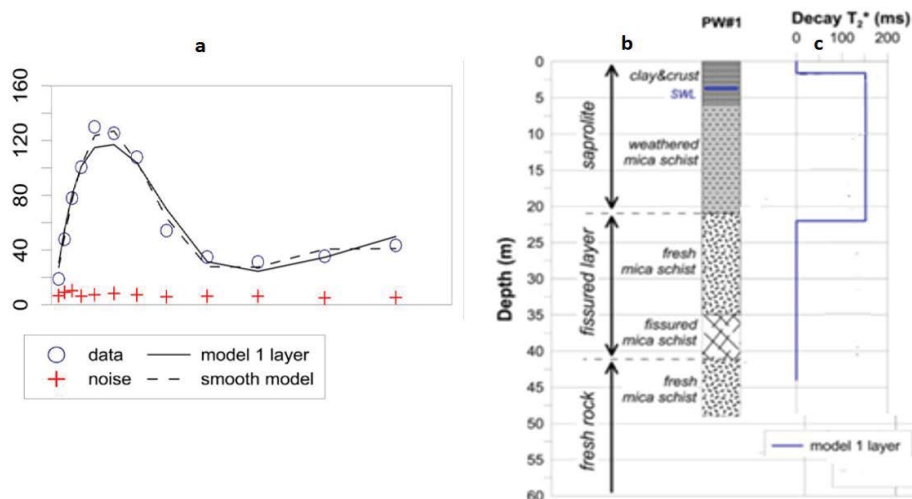 a
160
120
80
40
0
data
model 1 layer
noise
smooth model
b
PW#1
c
Decay T₂* (ms)
0 100 200
Depth (m)
0
5
10
15
20
25
30
35
40
45
50
55
60
saprolite
fissured layer
fresh rock
clay&crust
SWL
weathered
mica schist
fresh
mica schist
fissured
mica schist
fresh
mica schist
model 1 layer